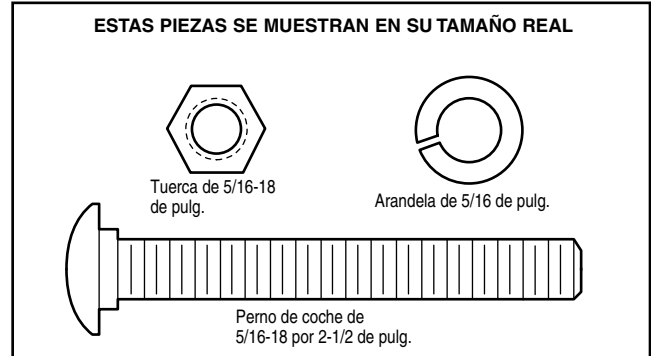 ESTAS PIEZAS SE MUESTRAN EN SU TAMAÑO REAL
Tuerca de 5/16-18
de pulg.
Arandela de 5/16 de pulg.
Perno de coche de
5/16-18 por 2-1/2 de pulg.